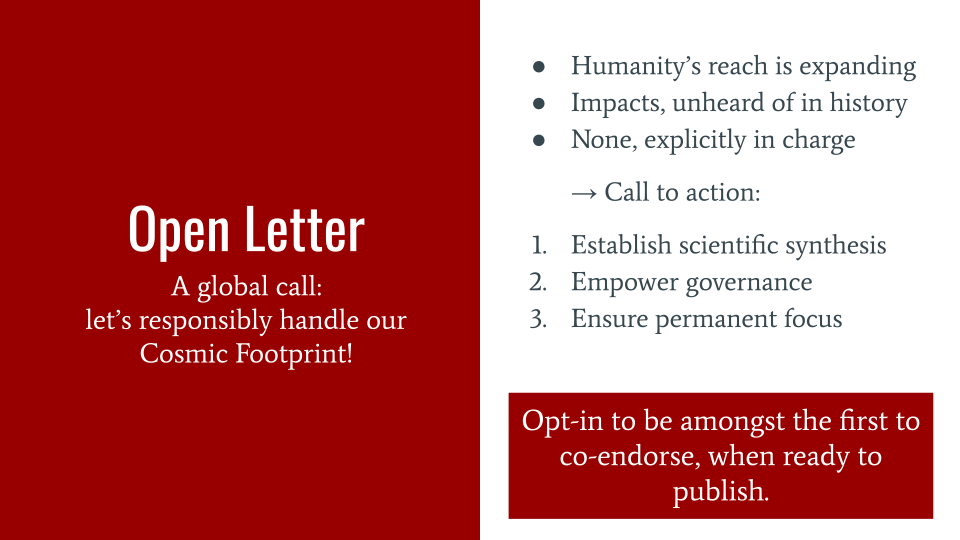 Open Letter
A global call:
let’s responsibly handle our
Cosmic Footprint!
● Humanity’s reach is expanding
● Impacts, unheard of in history
● None, explicitly in charge
→ Call to action:
1. Establish scientific synthesis
2. Empower governance
3. Ensure permanent focus
Opt-in to be amongst the first to
co-endorse, when ready to
publish.